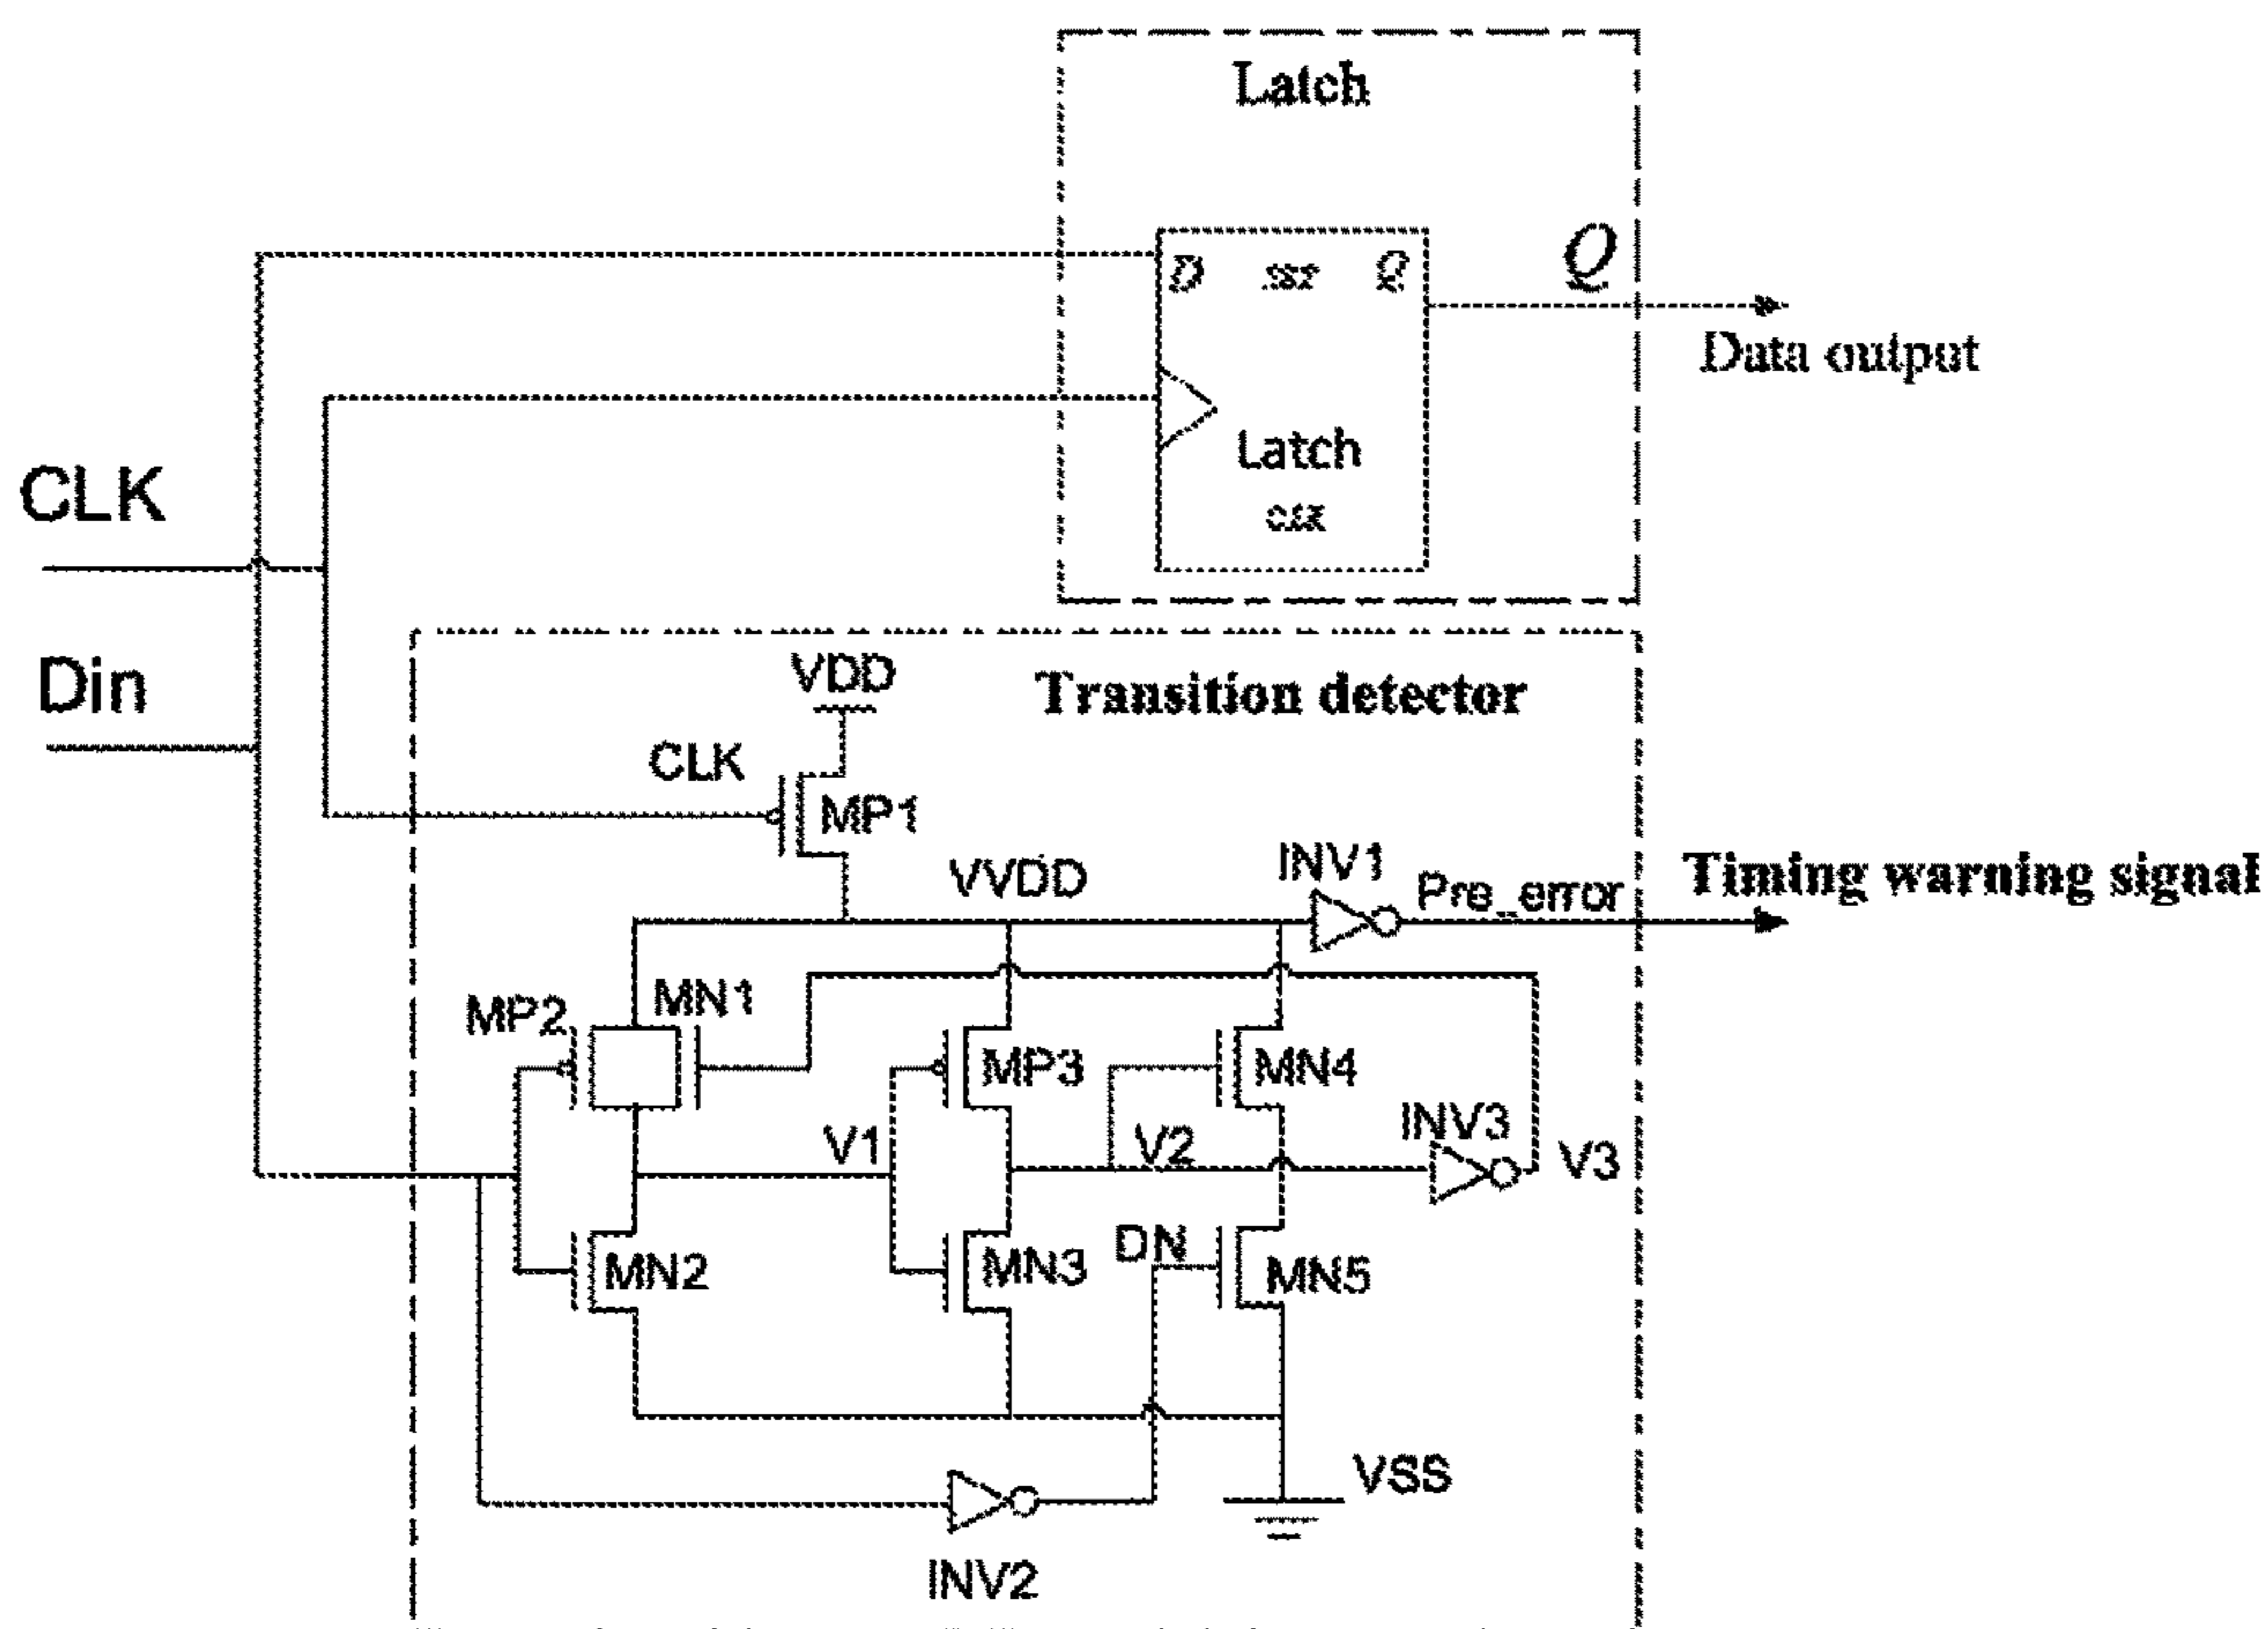 Latch
D
Q
Q
Data output
Latch
CLK
Din
Transition detector
VDD
CLK
MP1
VVDD
INV1
Pre_error
Timing warning signal
MP2
MN1
MP3
MN4
V1
V2
INV3
V3
MN2
MN3
DN
MN5
VSS
INV2